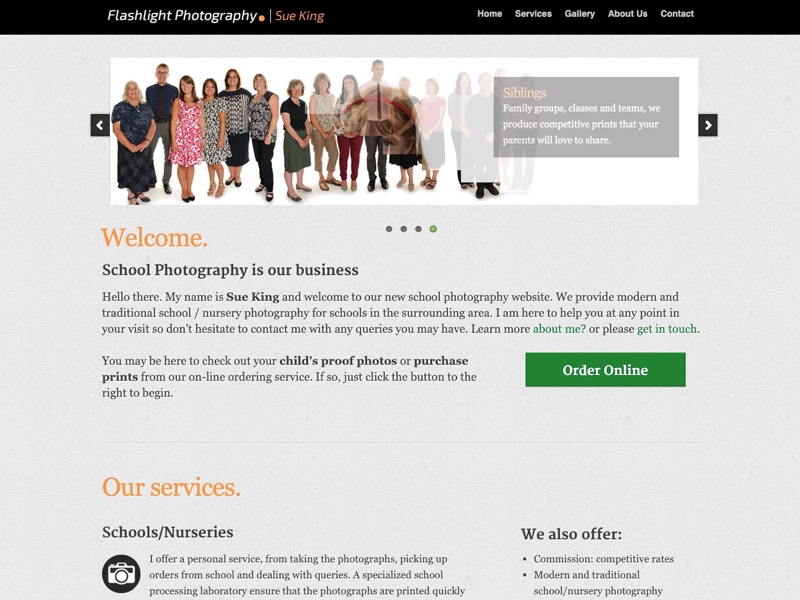 Flashlight Photography. | Sue King
Home Services Gallery About Us Contact
Siblings
Family groups, classes and teams, we
produce competitive prints that your
parents will love to share.
Welcome.
School Photography is our business
Hello there. My name is Sue King and welcome to our new school photography website. We provide modern and
traditional school / nursery photography for schools in the surrounding area. I am here to help you at any point in
your visit so don't hesitate to contact me with any queries you may have. Learn more about me? or please get in touch.
You may be here to check out your child's proof photos or purchase
prints from our on-line ordering service. If so, just click the button to the
right to begin.
Order Online
Our services.
Schools/Nurseries
I offer a personal service, from taking the photographs, picking up
orders from school and dealing with queries. A specialized school
processing laboratory ensure that the photographs are printed quickly
We also offer:
• Commission: competitive rates
• Modern and traditional
school/nursery photography